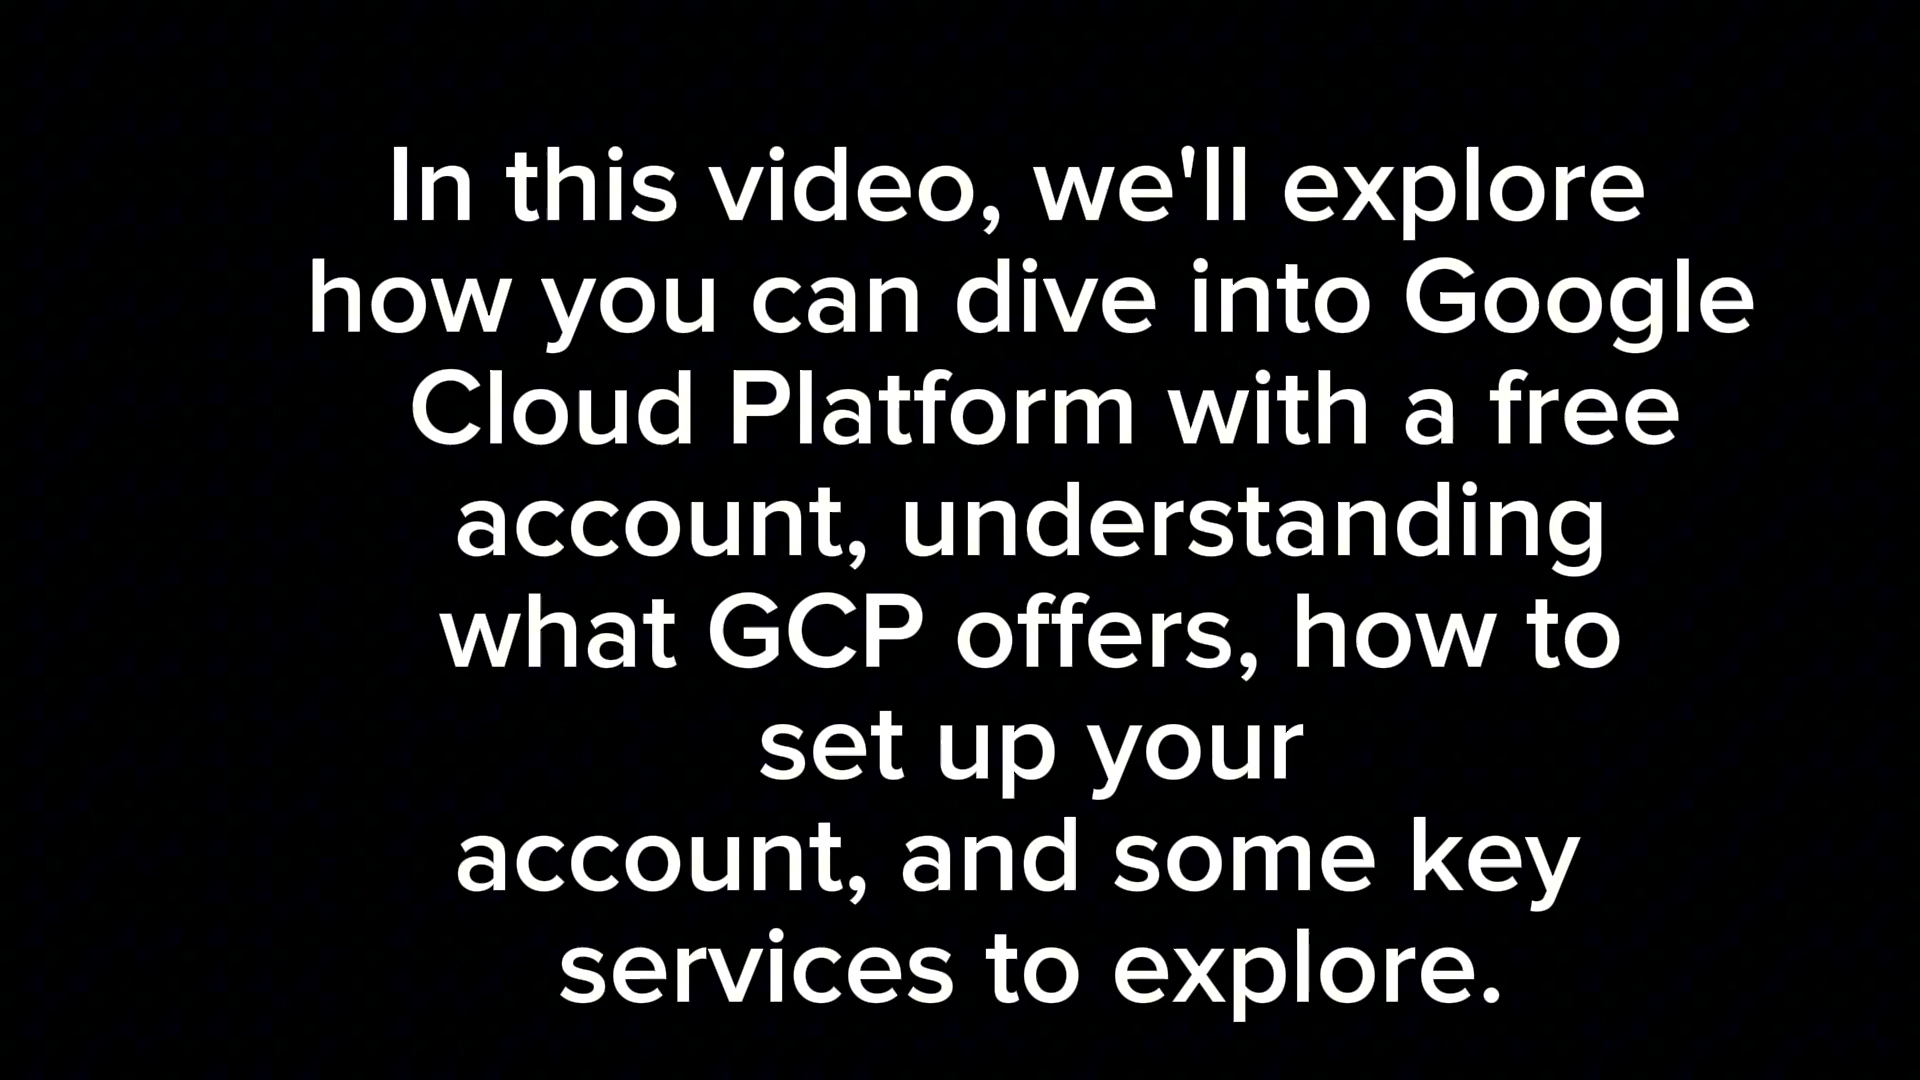 In this video, we'll explore
how you can dive into Google
Cloud Platform with a free
account, understanding
what GCP offers, how to
set up your
account, and some key
services to explore.